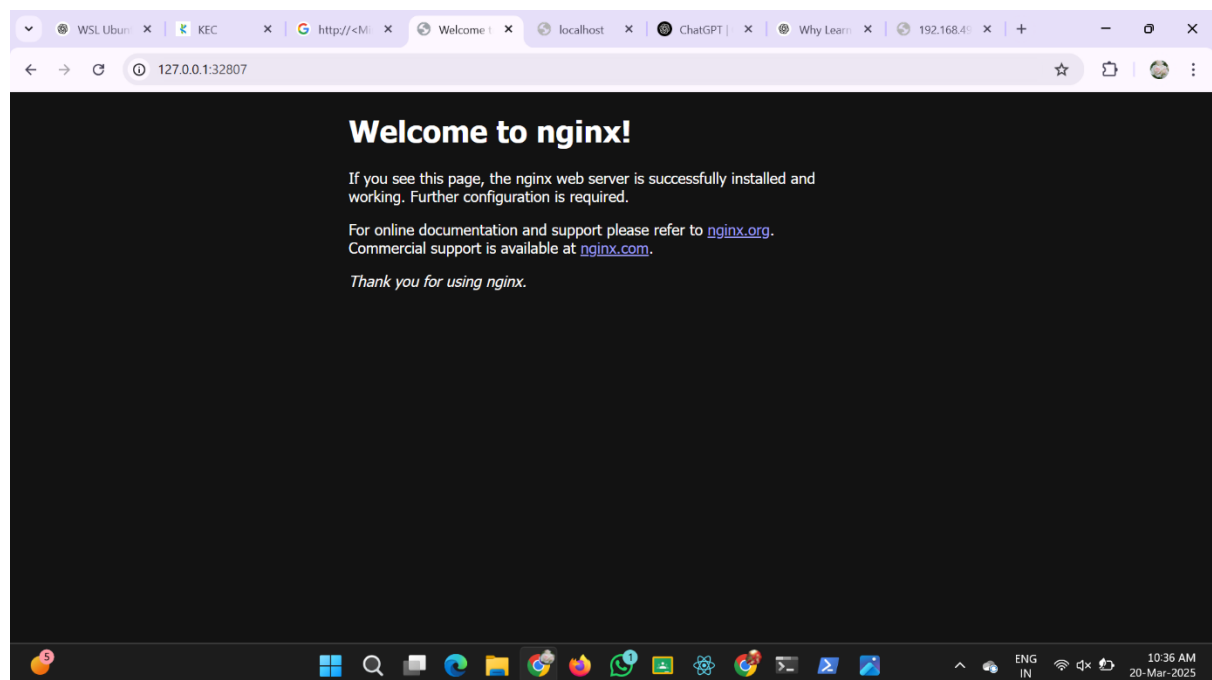 WSL Ubun
KEC
http://<Mi
Welcome t
localhost
ChatGPT |
Why Learn
192.168.49
127.0.0.1:32807
Welcome to nginx!
If you see this page, the nginx web server is successfully installed and
working. Further configuration is required.
For online documentation and support please refer to nginx.org.
Commercial support is available at nginx.com.
Thank you for using nginx.
5
1
ENG
IN
10:36 AM
20-Mar-2025